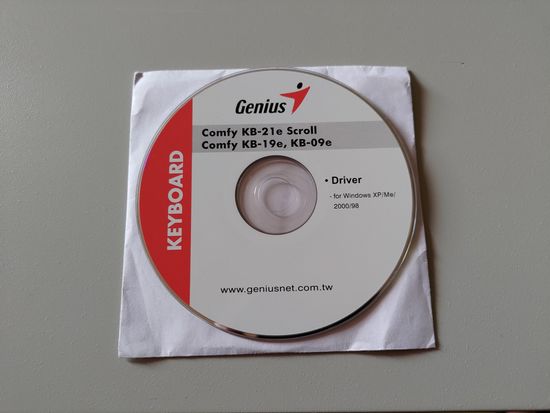 Genius
Comfy KB-21e Scroll
Comfy KB-19e, KB-09e
KEYBOARD
• Driver
- for Windows XP/Me/
2000/98
www.geniusnet.com.tw